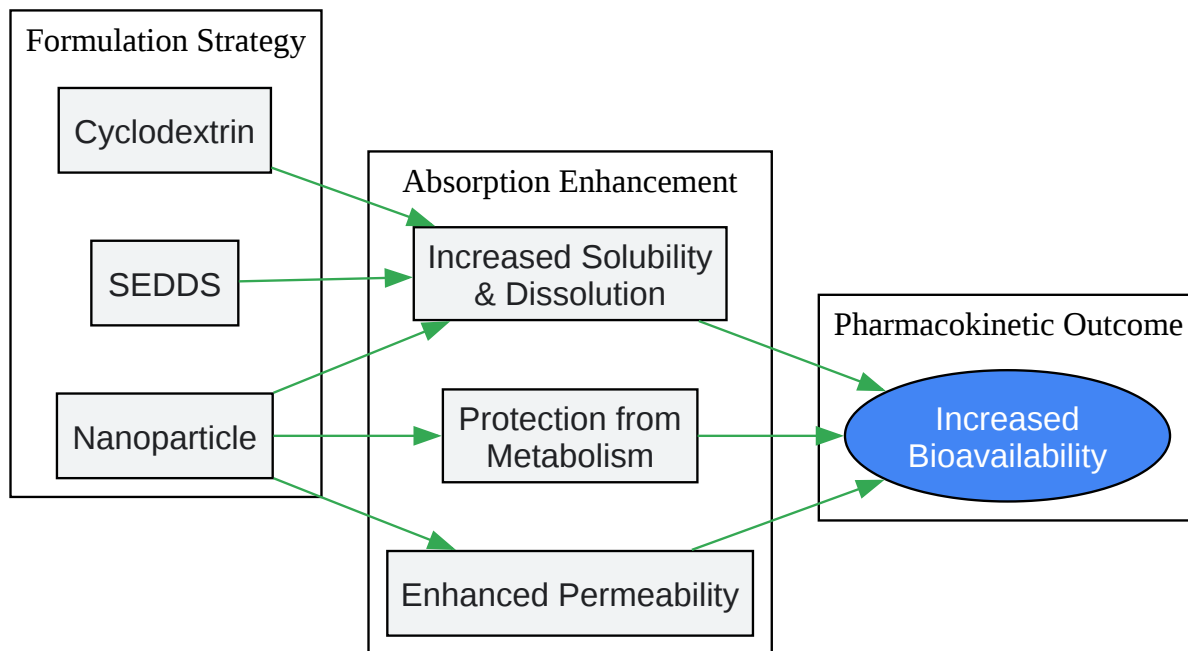 Formulation Strategy
Cyclodextrin
SEDDS
Nanoparticle
Absorption Enhancement
Increased Solubility
& Dissolution
Protection from
Metabolism
Enhanced Permeability
Pharmacokinetic Outcome
Increased
Bioavailability